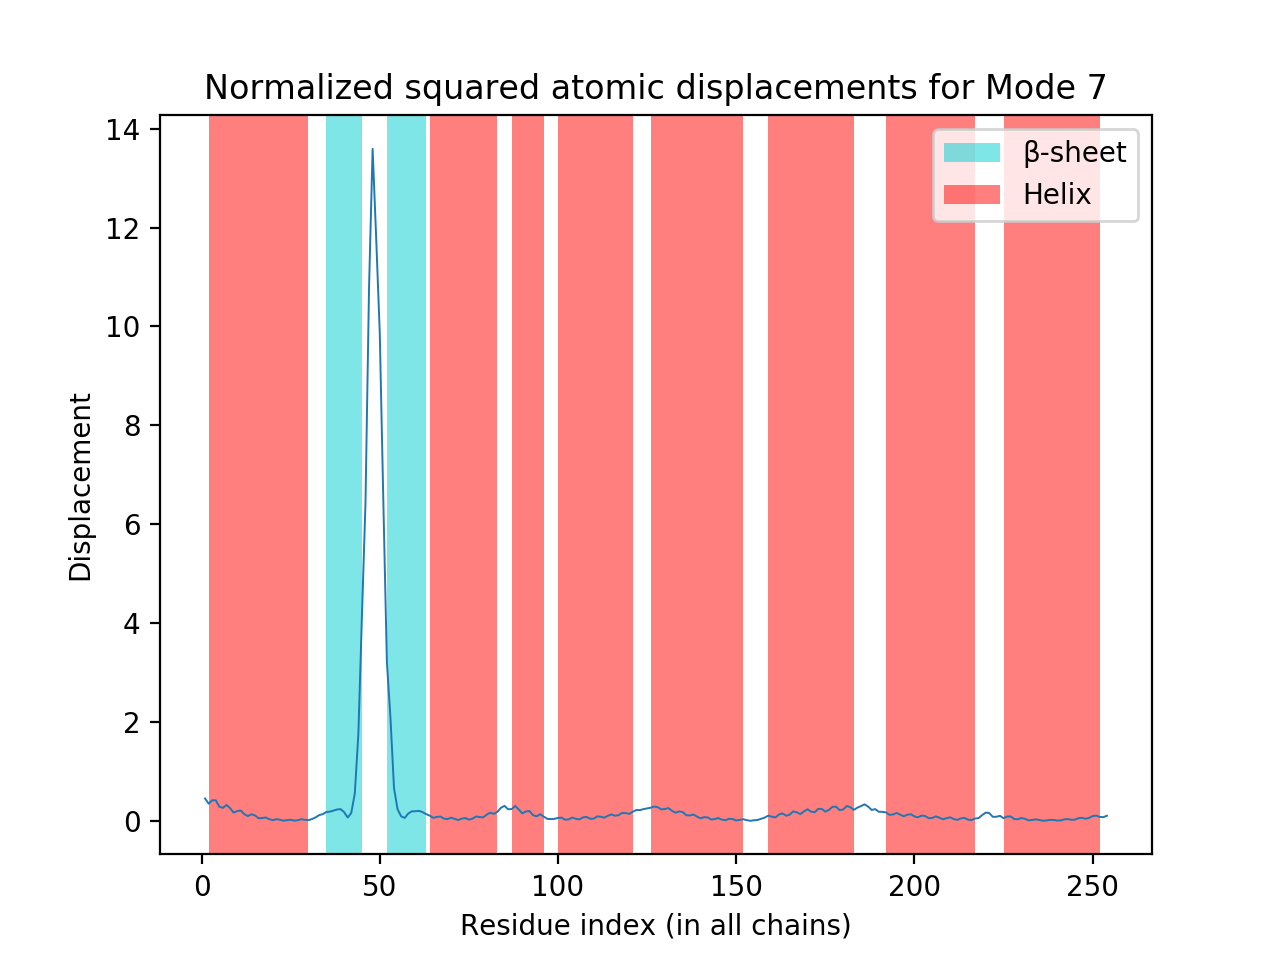 Normalized squared atomic displacements for Mode 7
14
12
10
8
6
4
2
0
Displacement
β-sheet
Helix
0 50 100 150 200 250
Residue index (in all chains)